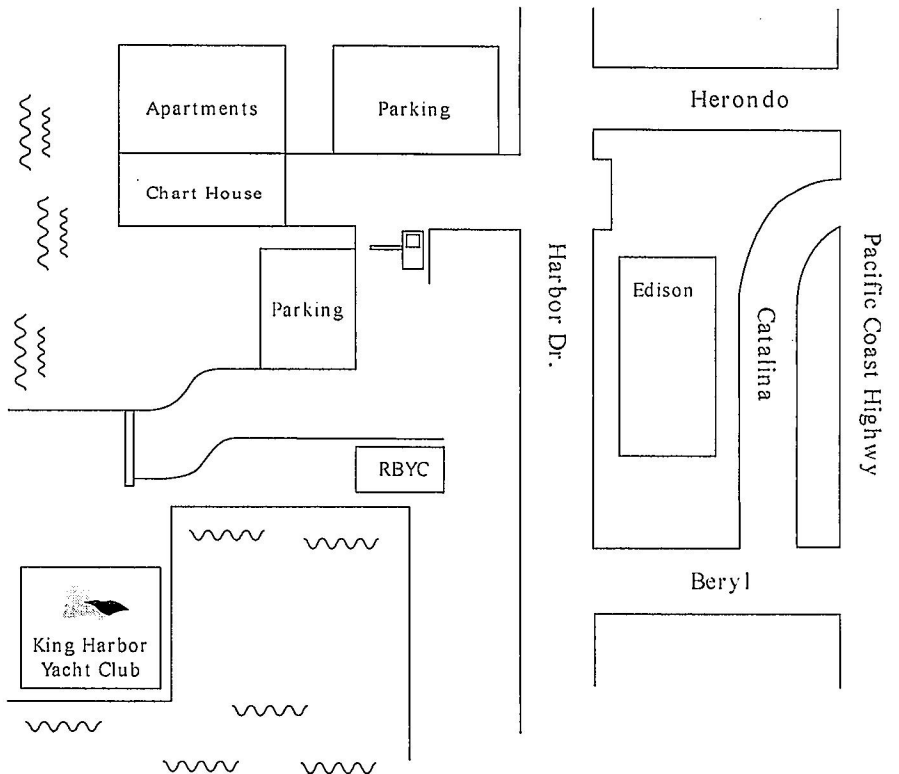 Herondo
Apartments
Parking
Chart House
Pacific Coast Highwy
Harbor Dr.
Edison
Parking
Catalina
RBYC
Beryl
King Harbor
Yacht Club